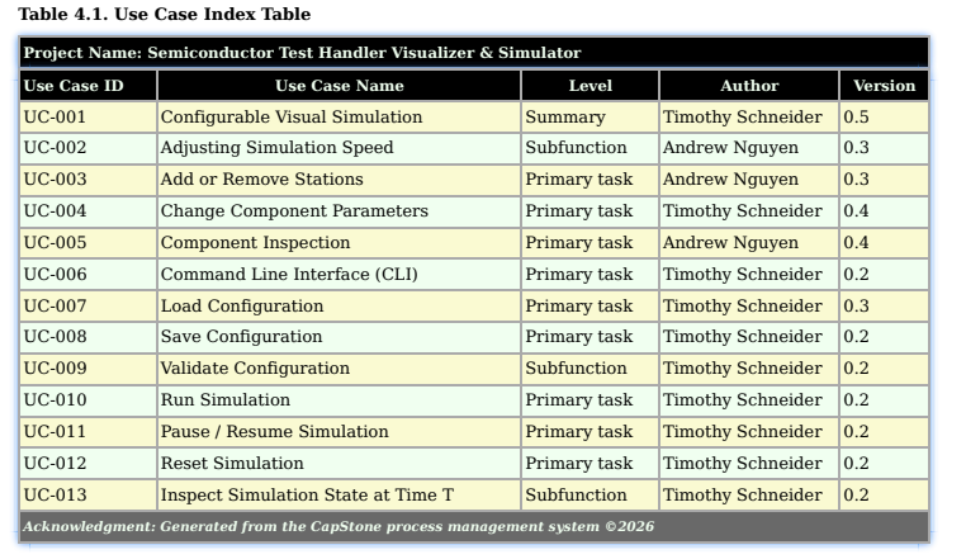 Table 4.1. Use Case Index Table
Project Name: Semiconductor Test Handler Visualizer & Simulator
Use Case ID Use Case Name Level Author Version
UC-001 Configurable Visual Simulation Summary Timothy Schneider 0.5
UC-002 Adjusting Simulation Speed Subfunction Andrew Nguyen 0.3
UC-003 Add or Remove Stations Primary task Andrew Nguyen 0.3
UC-004 Change Component Parameters Primary task Timothy Schneider 0.4
UC-005 Component Inspection Primary task Andrew Nguyen 0.4
UC-006 Command Line Interface (CLI) Primary task Timothy Schneider 0.2
UC-007 Load Configuration Primary task Timothy Schneider 0.3
UC-008 Save Configuration Primary task Timothy Schneider 0.2
UC-009 Validate Configuration Subfunction Timothy Schneider 0.2
UC-010 Run Simulation Primary task Timothy Schneider 0.2
UC-011 Pause / Resume Simulation Primary task Timothy Schneider 0.2
UC-012 Reset Simulation Primary task Timothy Schneider 0.2
UC-013 Inspect Simulation State at Time T Subfunction Timothy Schneider 0.2
Acknowledgment: Generated from the CapStone process management system ©2026